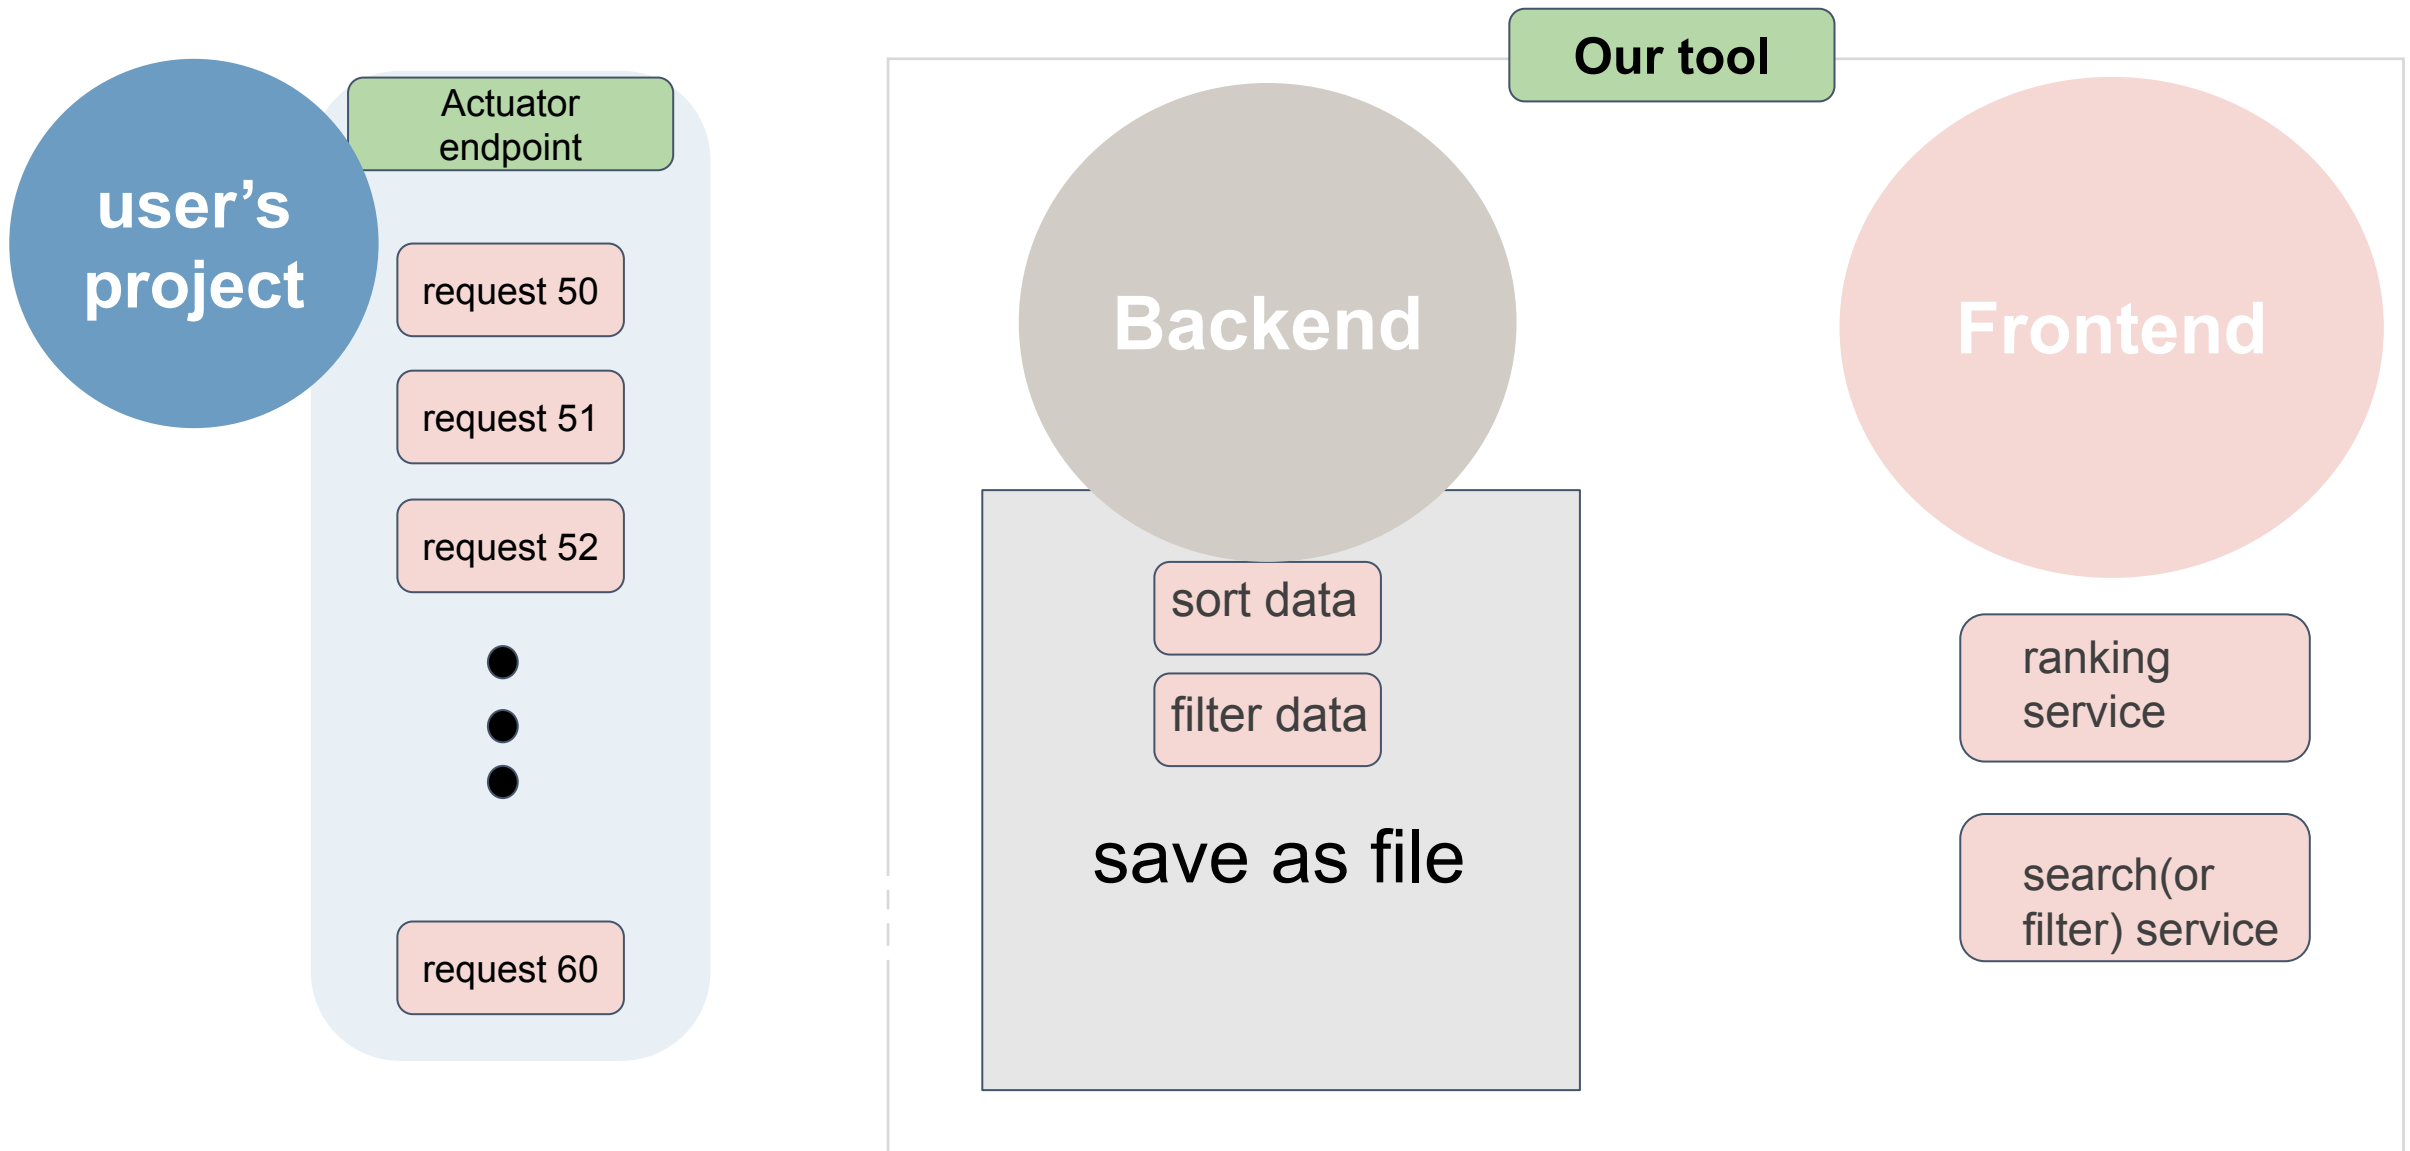 user’s
project
Actuator
endpoint
request 50
request 51
request 52
request 60
Our tool
Backend
sort data
filter data
save as file
Frontend
ranking
service
search(or
filter) service